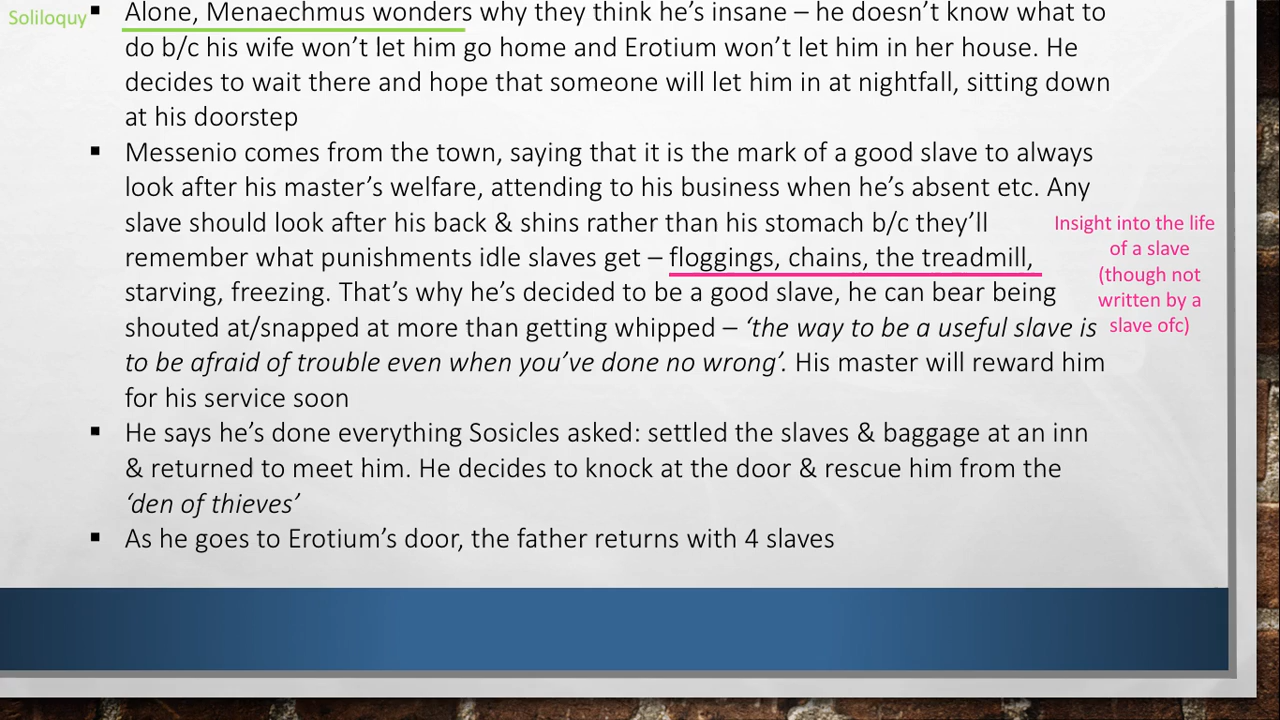 Soliloquy
▪ Alone, Menaechmus wonders why they think he’s insane – he doesn’t know what to
do b/c his wife won’t let him go home and Erotium won’t let him in her house. He
decides to wait there and hope that someone will let him in at nightfall, sitting down
at his doorstep
▪ Messenio comes from the town, saying that it is the mark of a good slave to always
look after his master’s welfare, attending to his business when he’s absent etc. Any
slave should look after his back & shins rather than his stomach b/c they’ll
remember what punishments idle slaves get – floggings, chains, the treadmill,
starving, freezing. That’s why he’s decided to be a good slave, he can bear being
shouted at/snapped at more than getting whipped – ‘the way to be a useful slave is
to be afraid of trouble even when you’ve done no wrong’. His master will reward him
for his service soon
Insight into the life
of a slave
(though not
written by a
slave ofc)
▪ He says he’s done everything Sosicles asked: settled the slaves & baggage at an inn
& returned to meet him. He decides to knock at the door & rescue him from the
‘den of thieves’
▪ As he goes to Erotium’s door, the father returns with 4 slaves